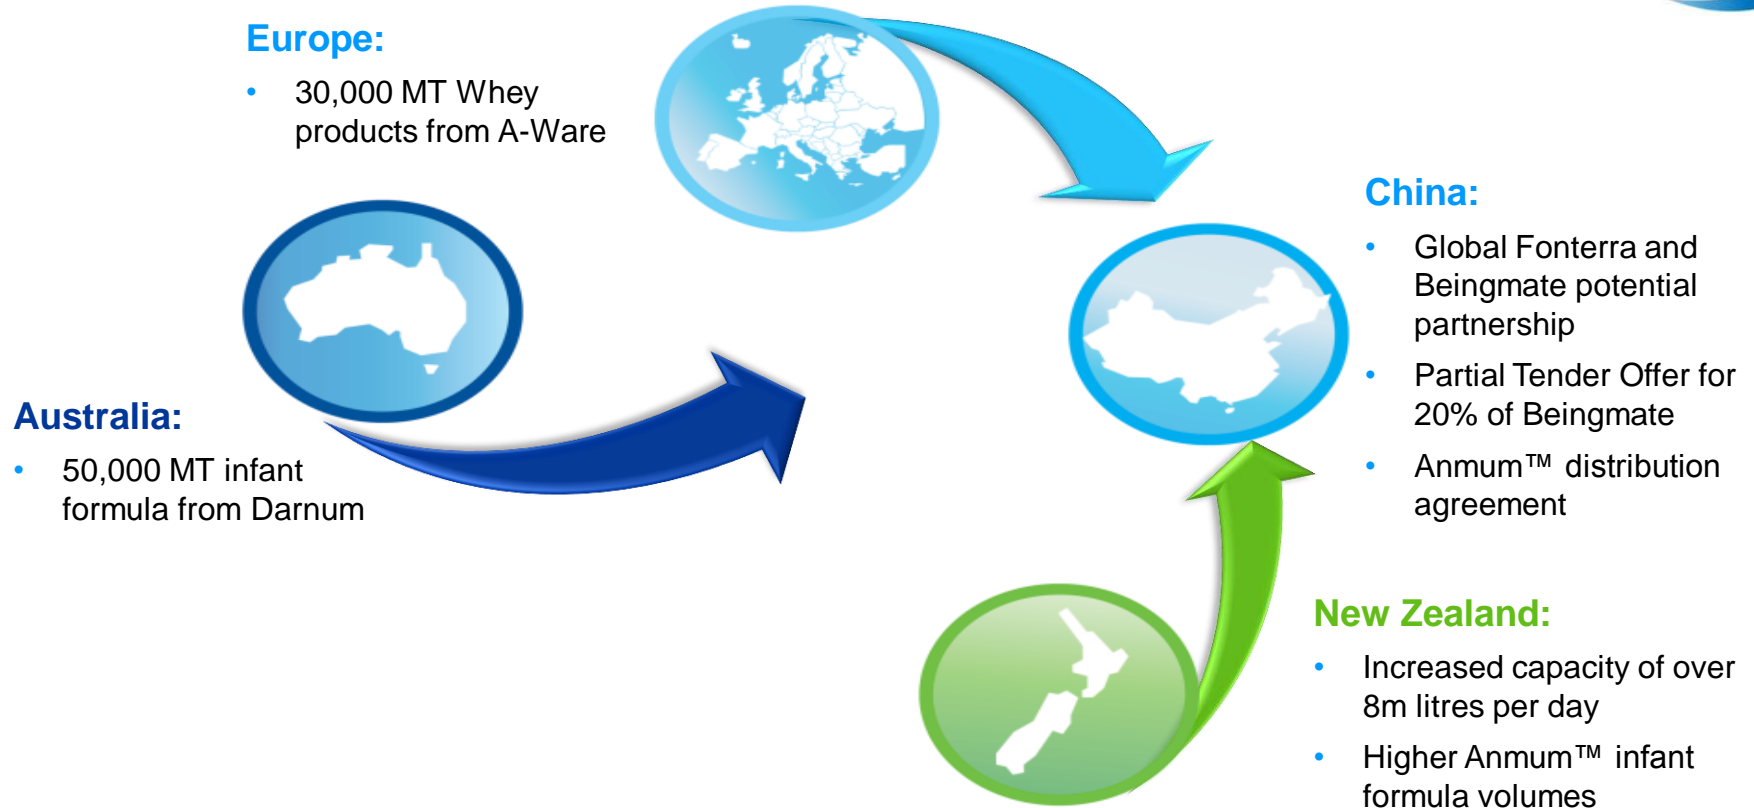 Europe:
• 30,000 MT Whey
products from A-Ware
Australia:
• 50,000 MT infant
formula from Darnum
China:
• Global Fonterra and
Beingmate potential
partnership
• Partial Tender Offer for
20% of Beingmate
• Anmum™ distribution
agreement
New Zealand:
• Increased capacity of over
8m litres per day
• Higher Anmum™ infant
formula volumes